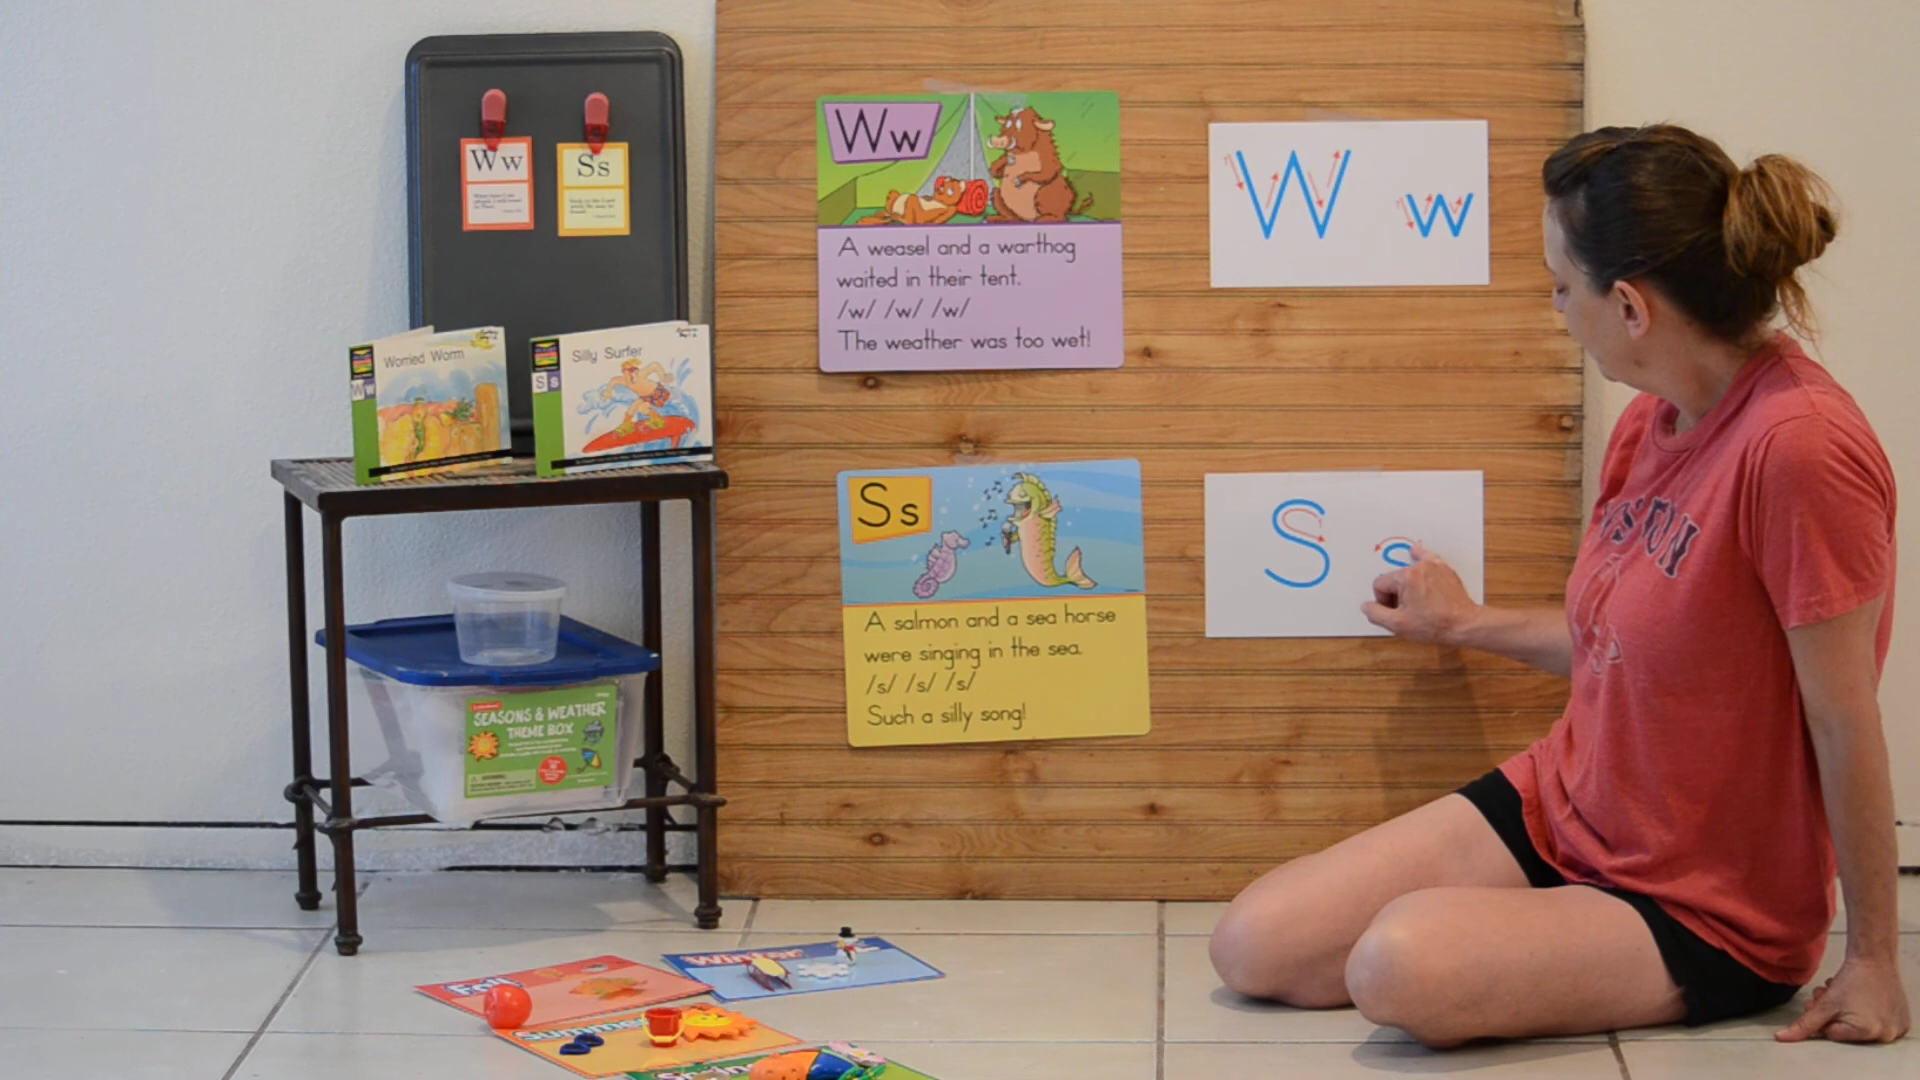 Ww
Ss
Worried Worm
Ww
Silly Surfer
S s
SEASONS & WEATHER
THEME BOX
Ww
A weasel and a warthog
waited in their tent.
/w/ /w/ /w/
The weather was too wet!
W w
Ss
A salmon and a sea horse
were singing in the sea.
/s/ /s/ /s/
Such a silly song!
S s
Fall
Winter
Summer